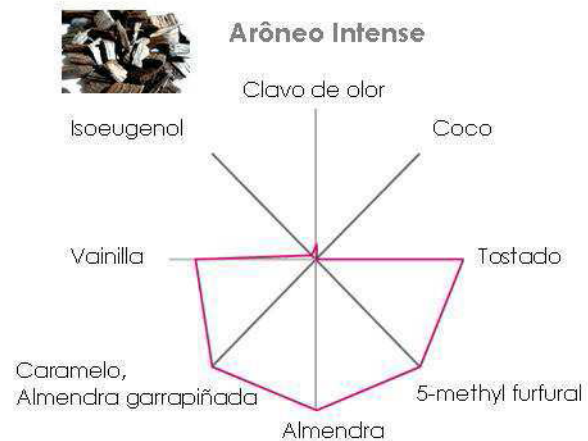 Arôneo Intense
Clavo de olor
Isoeugenol
Coco
Vainilla
Tostado
Caramelo,
Almendra garrapiñada
5-methyl furfural
Almendra